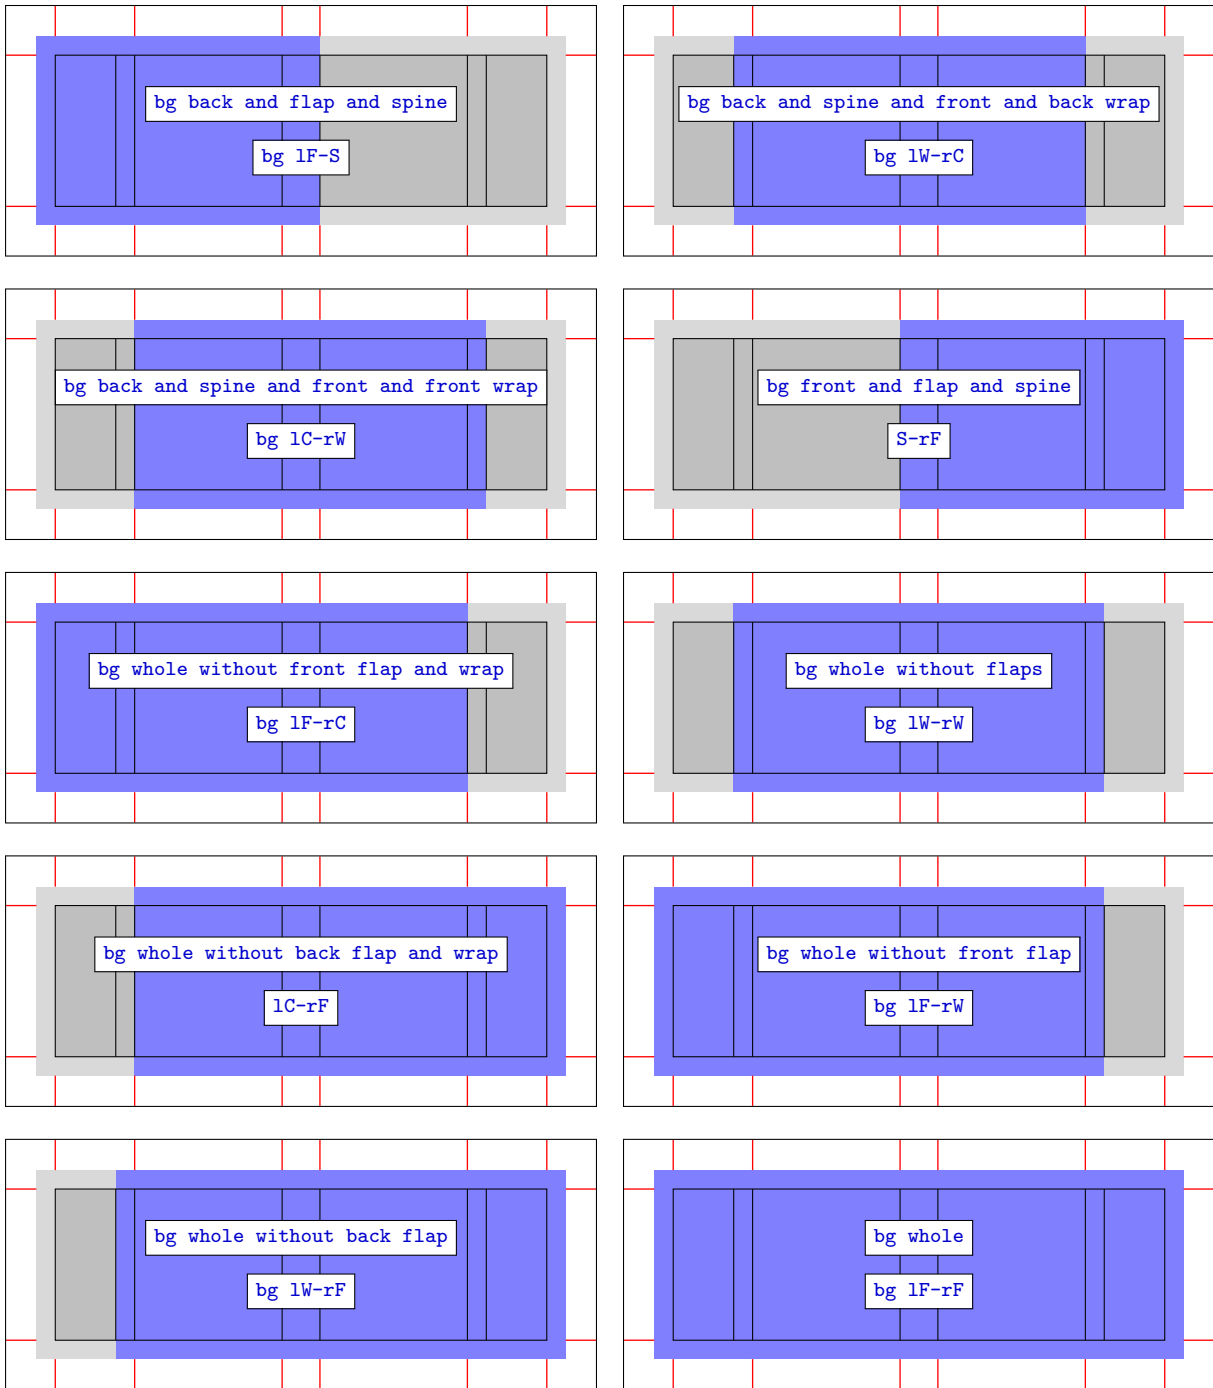 bg back and flap and spine
bg lF-S
bg back and spine and front and back wrap
bg lW-rC
bg back and spine and front and front wrap
bg lC-rW
bg front and flap and spine
S-rF
bg whole without front flap and wrap
bg lF-rC
bg whole without flaps
bg lW-rW
bg whole without back flap and wrap
lC-rF
bg whole without front flap
bg lF-rW
bg whole without back flap
bg lW-rF
bg whole
bg lF-rF